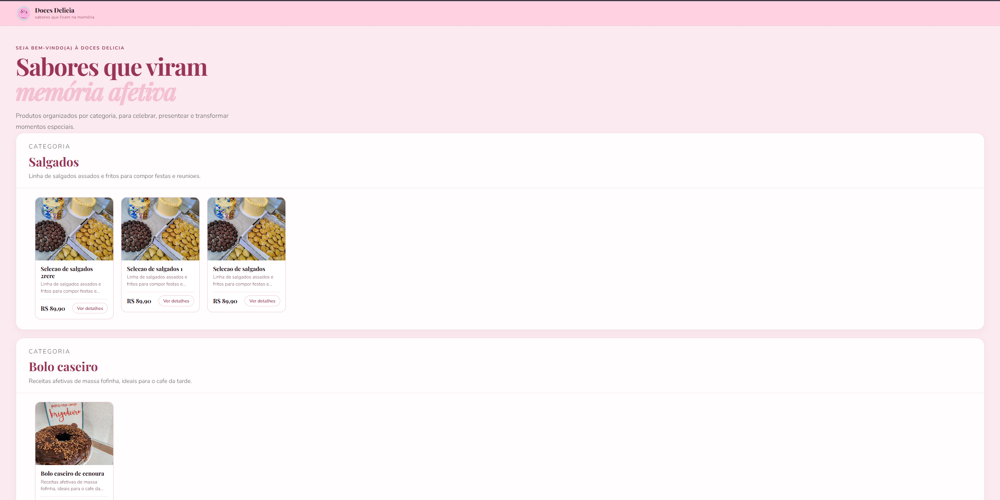 Doces Delicia
sabores que ficam na memória
SEJA BEM-VINDO(A) À DOCES DELICIA
Sabores que viram
memória afetiva
Produtos organizados por categoria, para celebrar, presentear e transformar
momentos especiais.
CATEGORIA
Salgados
Linha de salgados assados e fritos para compor festas e reunioes.
Selecao de salgados
2rere
Linha de salgados assados e
fritos para compor festas e...
R$ 89,90
Ver detalhes
Selecao de salgados 1
Linha de salgados assados e
fritos para compor festas e...
R$ 89,90
Ver detalhes
Selecao de salgados
Linha de salgados assados e
fritos para compor festas e...
R$ 89,90
Ver detalhes
CATEGORIA
Bolo caseiro
Receitas afetivas de massa fofinha, ideais para o cafe da tarde.
para não comer
brigadeiro
Bolo caseiro de cenoura
Receitas afetivas de massa
fofinha, ideais para o cafe da...